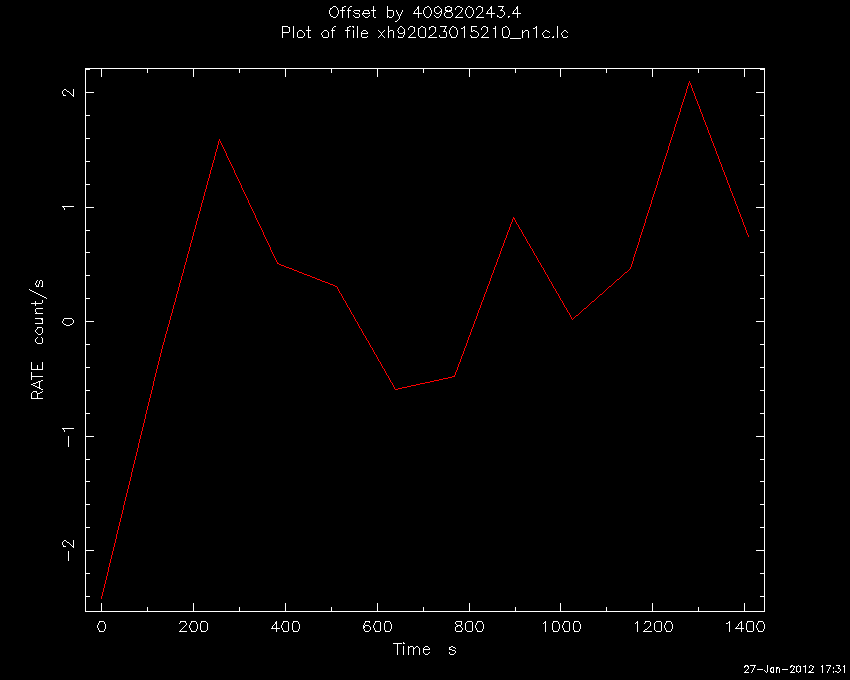 Offset by 409820243.4
Plot of file xh92023015210_n1c.lc
2
1
0
−1
−2
RATE count/s
0 200 400 600 800 1000 1200 1400
Time s
27-Jan-2012 17:31